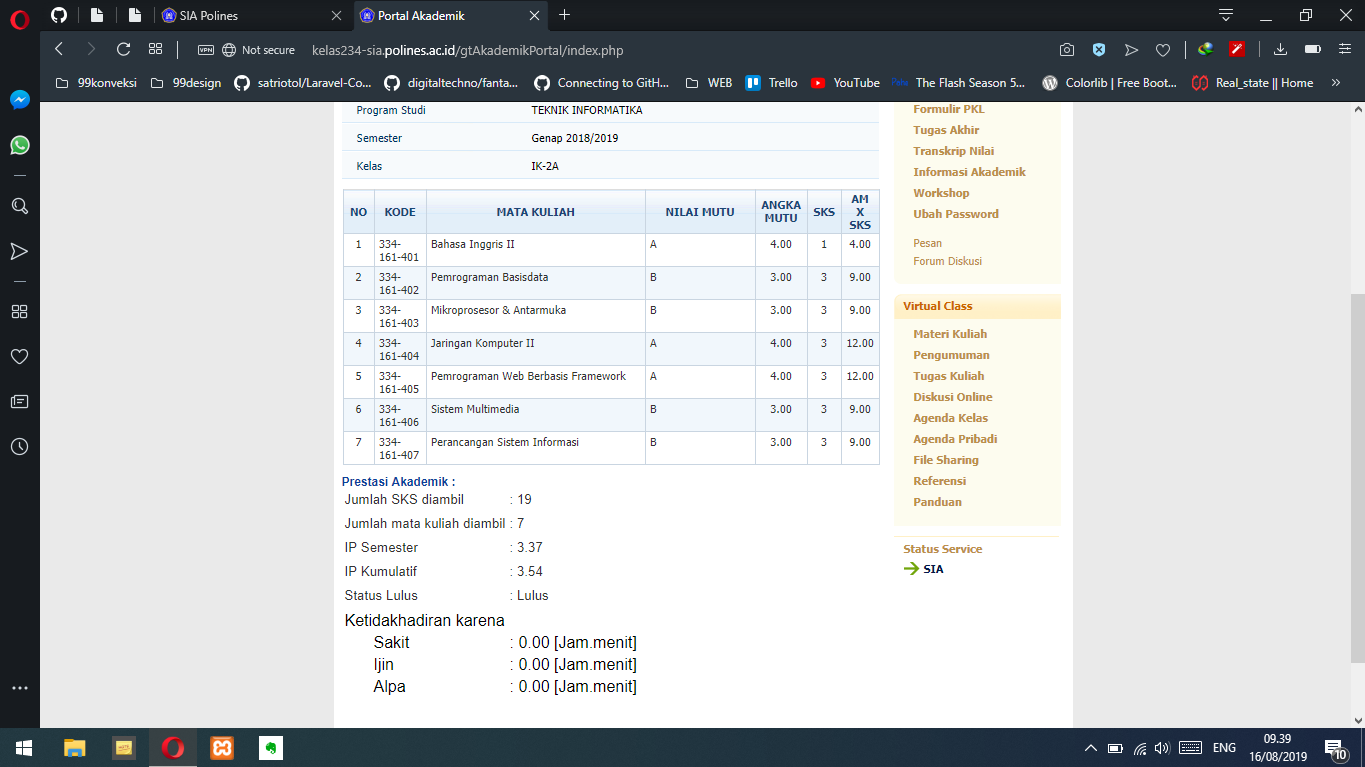 SIA Polines
Portal Akademik
Not secure
kelas234-sia.polines.ac.id/gtAkademikPortal/index.php
VPN
99konveksi
99design
satriotol/Laravel-Co...
digitaltechno/fanta...
Connecting to GitH...
WEB
Trello
YouTube
The Flash Season 5...
Colorlib | Free Boot...
Real_state || Home
»
Program Studi TEKNIK INFORMATIKA
Semester Genap 2018/2019
Kelas IK-2A
NO KODE MATA KULIAH NILAI MUTU ANGKA MUTU SKS AM X SKS
1 334-161-401 Bahasa Inggris II A 4.00 1 4.00
2 334-161-402 Pemrograman Basisdata B 3.00 3 9.00
3 334-161-403 Mikroprosesor & Antarmuka B 3.00 3 9.00
4 334-161-404 Jaringan Komputer II A 4.00 3 12.00
5 334-161-405 Pemrograman Web Berbasis Framework A 4.00 3 12.00
6 334-161-406 Sistem Multimedia B 3.00 3 9.00
7 334-161-407 Perancangan Sistem Informasi B 3.00 3 9.00
Prestasi Akademik :
Jumlah SKS diambil : 19
Jumlah mata kuliah diambil : 7
IP Semester : 3.37
IP Kumulatif : 3.54
Status Lulus : Lulus
Ketidakhadiran karena
Sakit : 0.00 [Jam.menit]
Ijin : 0.00 [Jam.menit]
Alpa : 0.00 [Jam.menit]
Formulir PKL
Tugas Akhir
Transkrip Nilai
Informasi Akademik
Workshop
Ubah Password
Pesan
Forum Diskusi
Virtual Class
Materi Kuliah
Pengumuman
Tugas Kuliah
Diskusi Online
Agenda Kelas
Agenda Pribadi
File Sharing
Referensi
Panduan
Status Service
SIA
ENG
09.39
16/08/2019
10